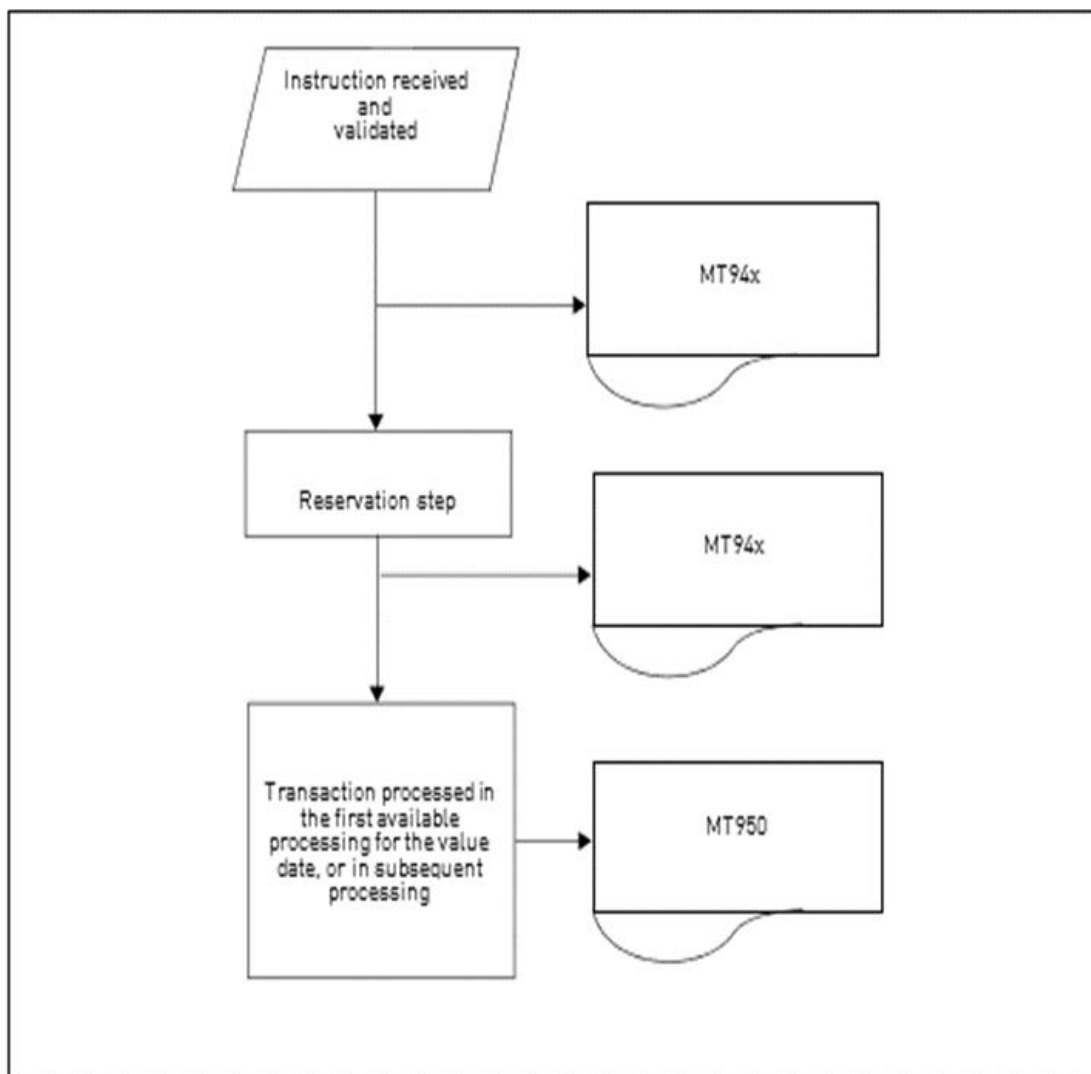 Instruction received
and
validated
MT94x
Reservation step
MT94x
Transaction processed in
the first available
processing for the value
date, or in subsequent
processing
MT950